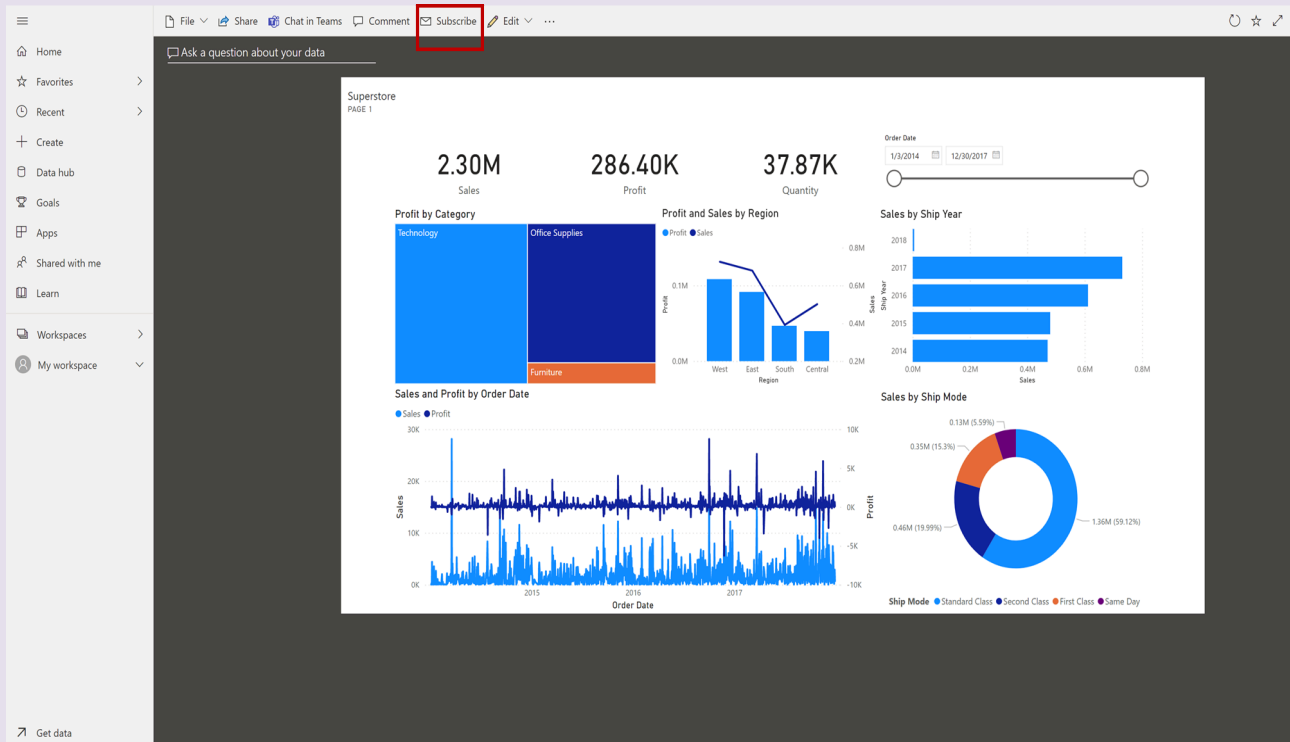 File Share Chat in Teams Comment Subscribe Edit ...
Home
Favorites
Recent
Create
Data hub
Goals
Apps
Shared with me
Learn
Workspaces
My workspace
Get data
Ask a question about your data
Superstore
PAGE 1
2.30M
Sales
286.40K
Profit
37.87K
Quantity
Order Date
1/3/2014 12/30/2017
Profit by Category
Technology
Office Supplies
Furniture
Profit and Sales by Region
Profit Sales
0.1M
0.0M
Profit
0.8M
0.6M
0.4M
0.2M
Sales
West East South Central
Region
Sales by Ship Year
Ship Year
2018
2017
2016
2015
2014
0.0M 0.2M 0.4M 0.6M 0.8M
Sales
Sales and Profit by Order Date
Sales Profit
30K
20K
10K
0K
Sales
10K
5K
0K
-5K
-10K
Profit
2015 2016 2017
Order Date
Sales by Ship Mode
0.13M (5.59%)
0.35M (15.3%)
0.46M (19.99%)
1.36M (59.12%)
Ship Mode Standard Class Second Class First Class Same Day